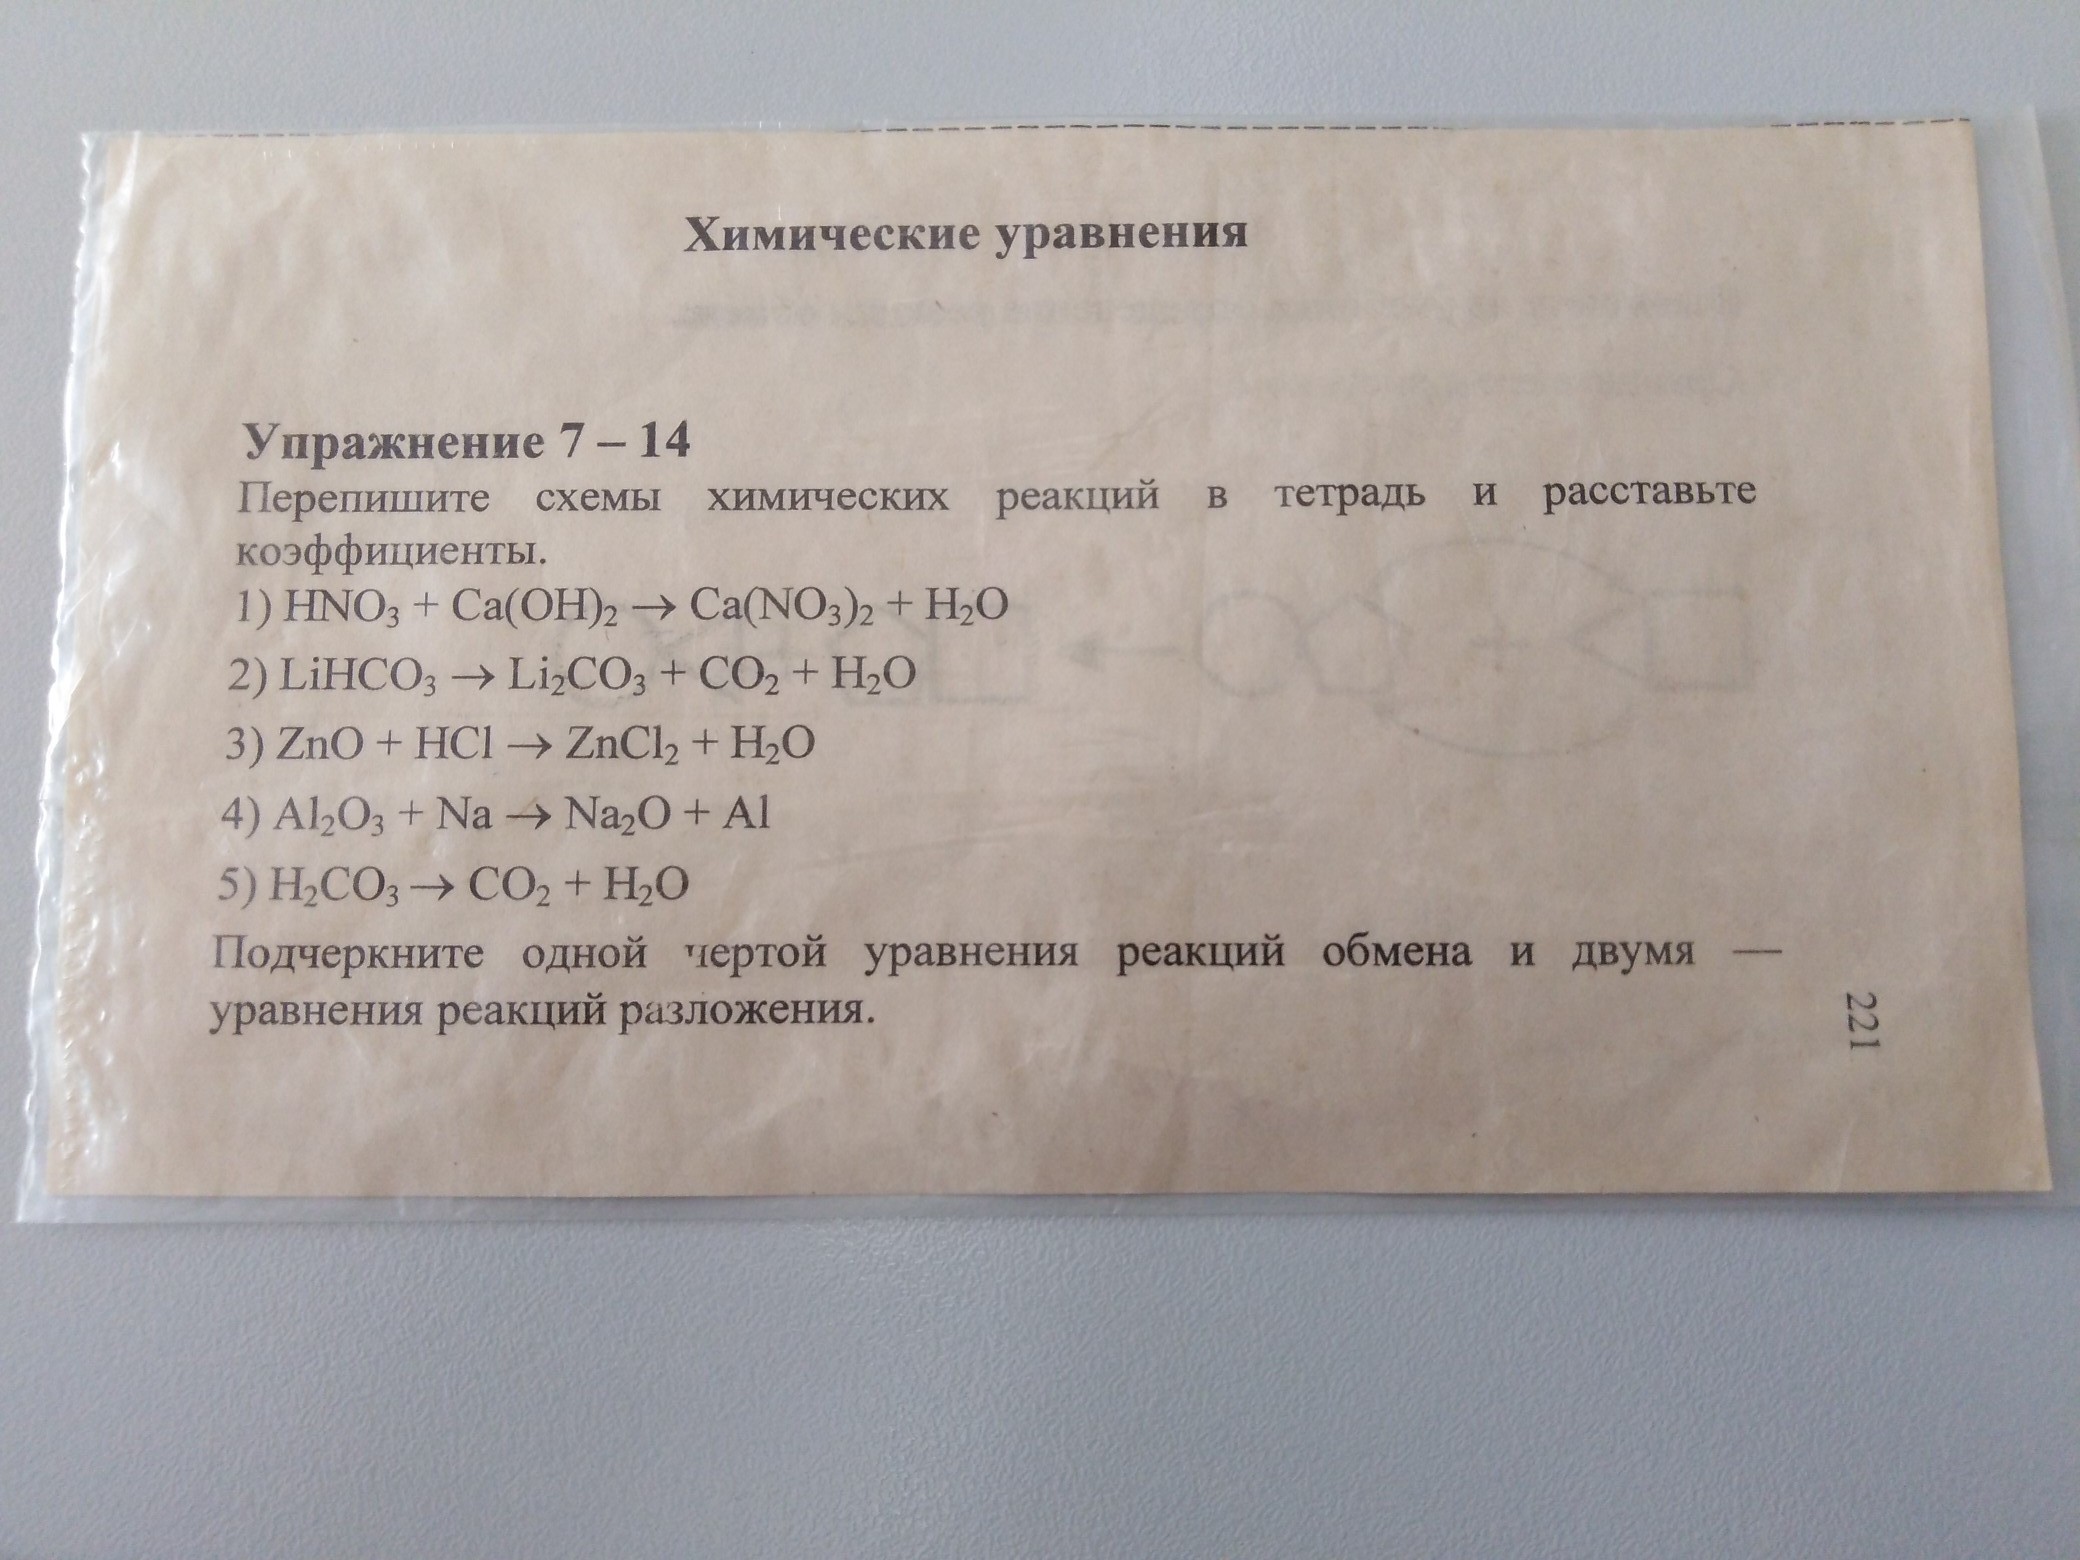 Химические уравнения
Упражнение 7 – 14
Перепишите схемы химических реакций в тетрадь и расставьте
коэффициенты.
1) HNO₃ + Ca(OH)₂ → Ca(NO₃)₂ + H₂O
2) LiHCO₃ → Li₂CO₃ + CO₂ + H₂O
3) ZnO + HCl → ZnCl₂ + H₂O
4) Al₂O₃ + Na → Na₂O + Al
5) H₂CO₃ → CO₂ + H₂O
Подчеркните одной чертой уравнения реакций обмена и двумя —
уравнения реакций разложения.
221